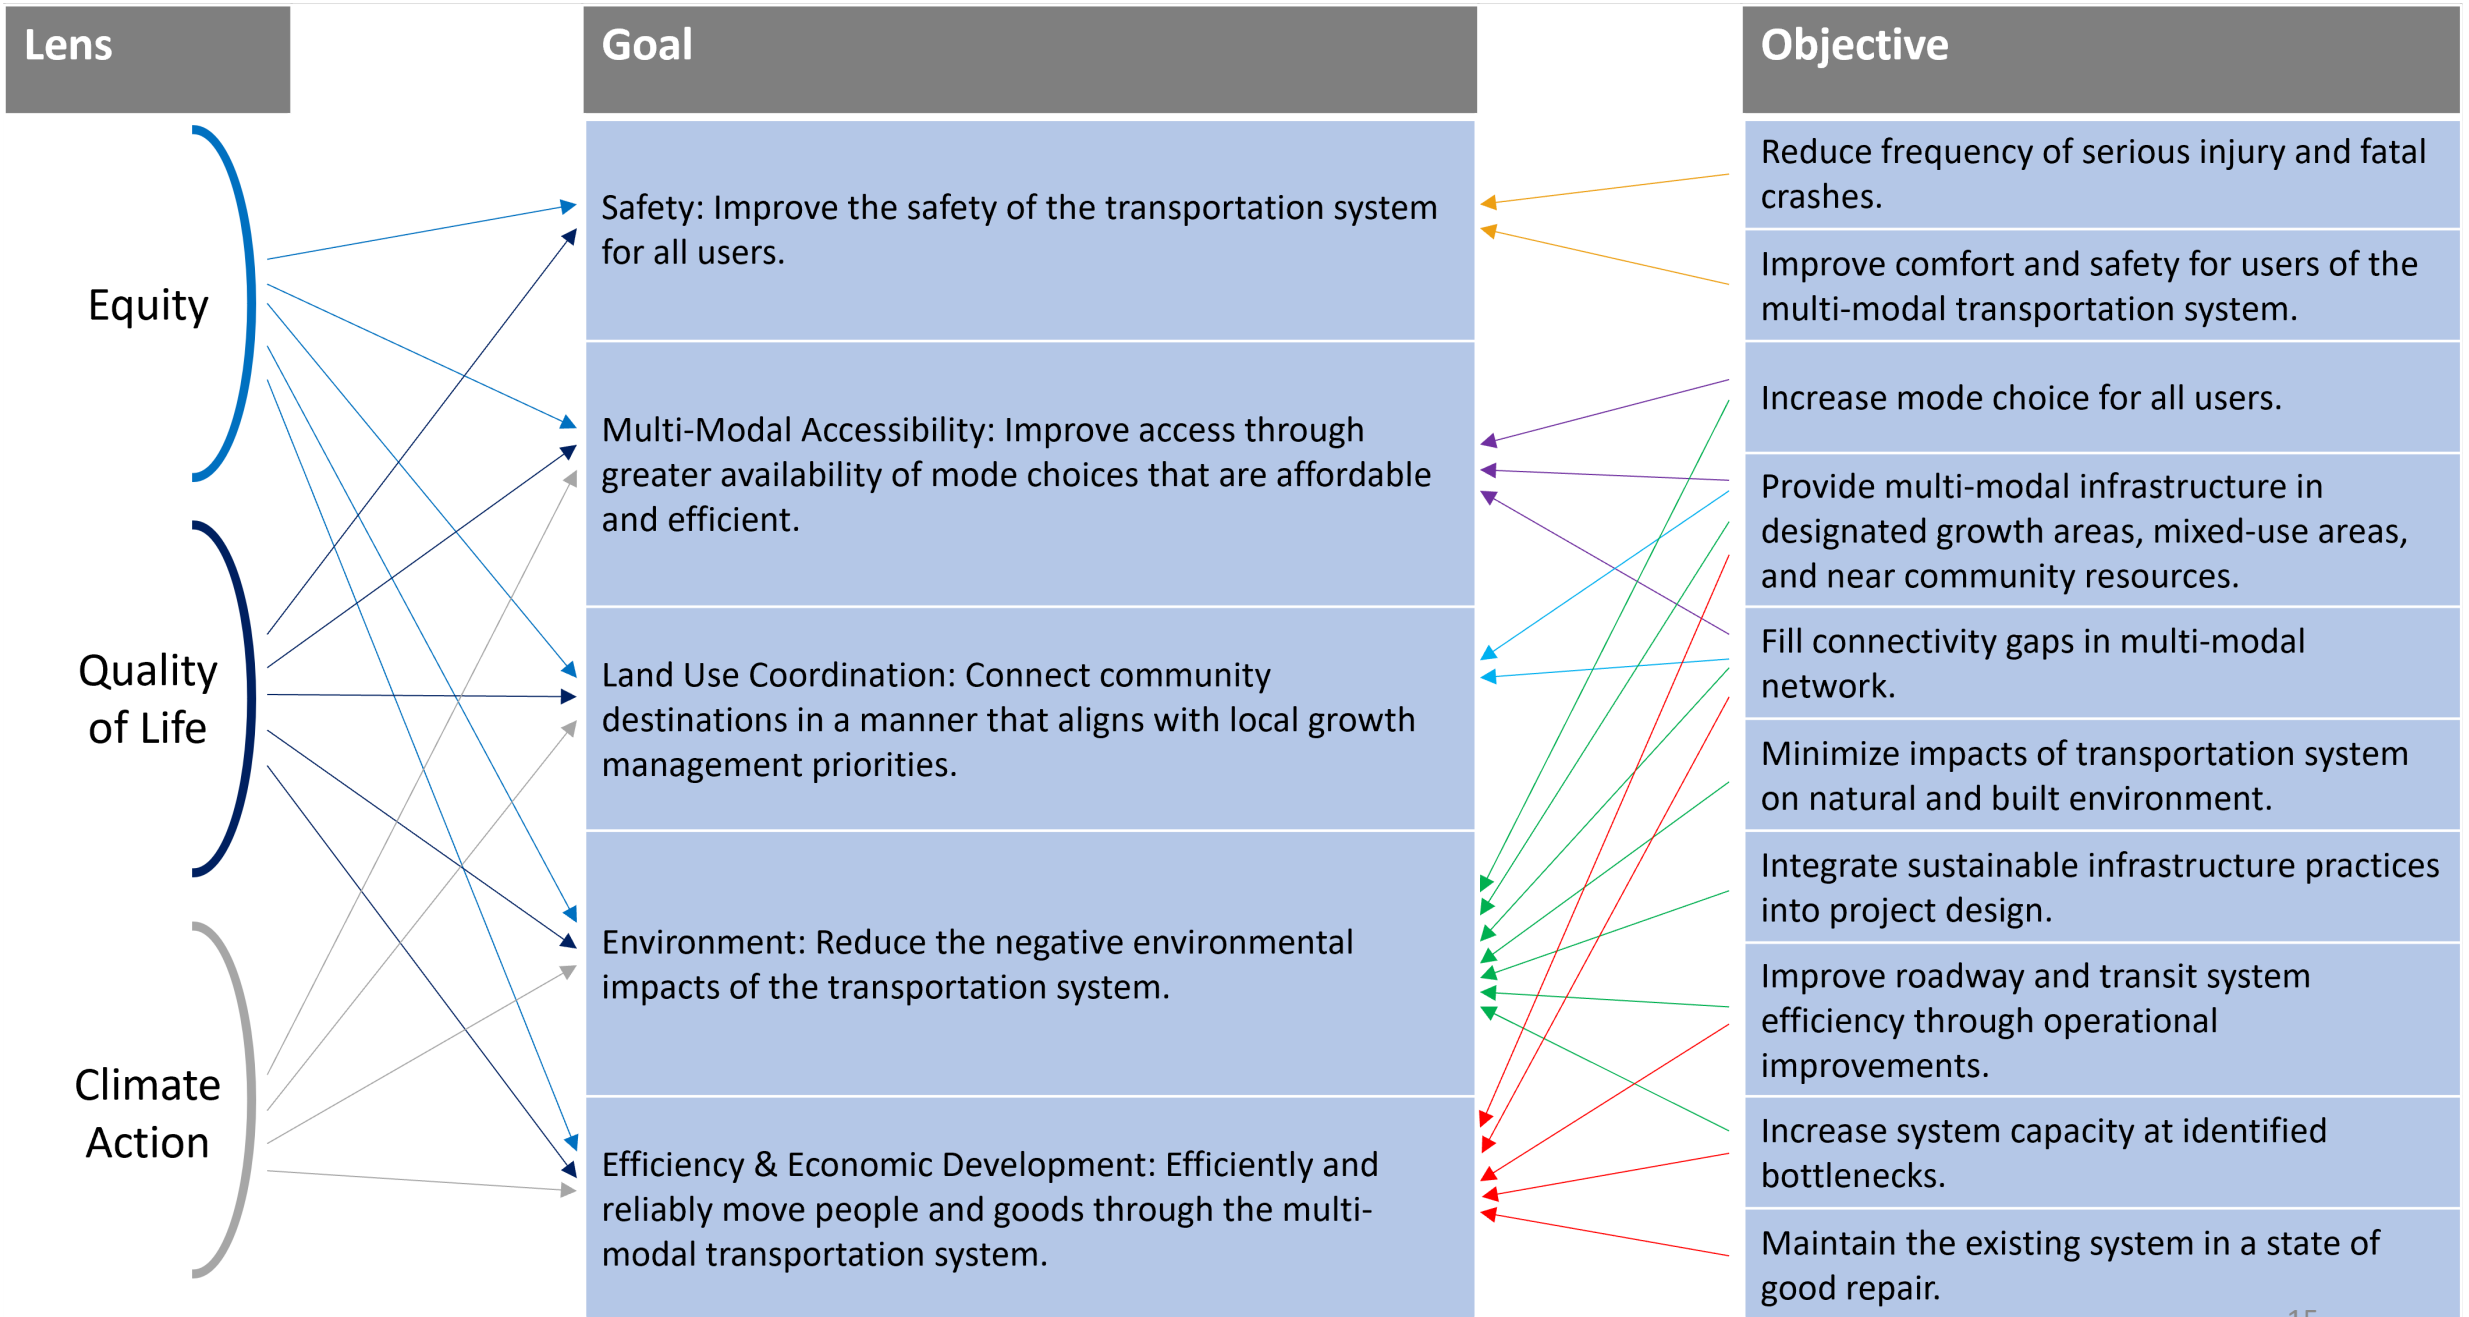 Lens
Goal
Objective
Equity
Quality
of Life
Climate
Action
Safety: Improve the safety of the transportation system
for all users.
Multi-Modal Accessibility: Improve access through
greater availability of mode choices that are affordable
and efficient.
Land Use Coordination: Connect community
destinations in a manner that aligns with local growth
management priorities.
Environment: Reduce the negative environmental
impacts of the transportation system.
Efficiency & Economic Development: Efficiently and
reliably move people and goods through the multi-
modal transportation system.
Reduce frequency of serious injury and fatal
crashes.
Improve comfort and safety for users of the
multi-modal transportation system.
Increase mode choice for all users.
Provide multi-modal infrastructure in
designated growth areas, mixed-use areas,
and near community resources.
Fill connectivity gaps in multi-modal
network.
Minimize impacts of transportation system
on natural and built environment.
Integrate sustainable infrastructure practices
into project design.
Improve roadway and transit system
efficiency through operational
improvements.
Increase system capacity at identified
bottlenecks.
Maintain the existing system in a state of
good repair.
15